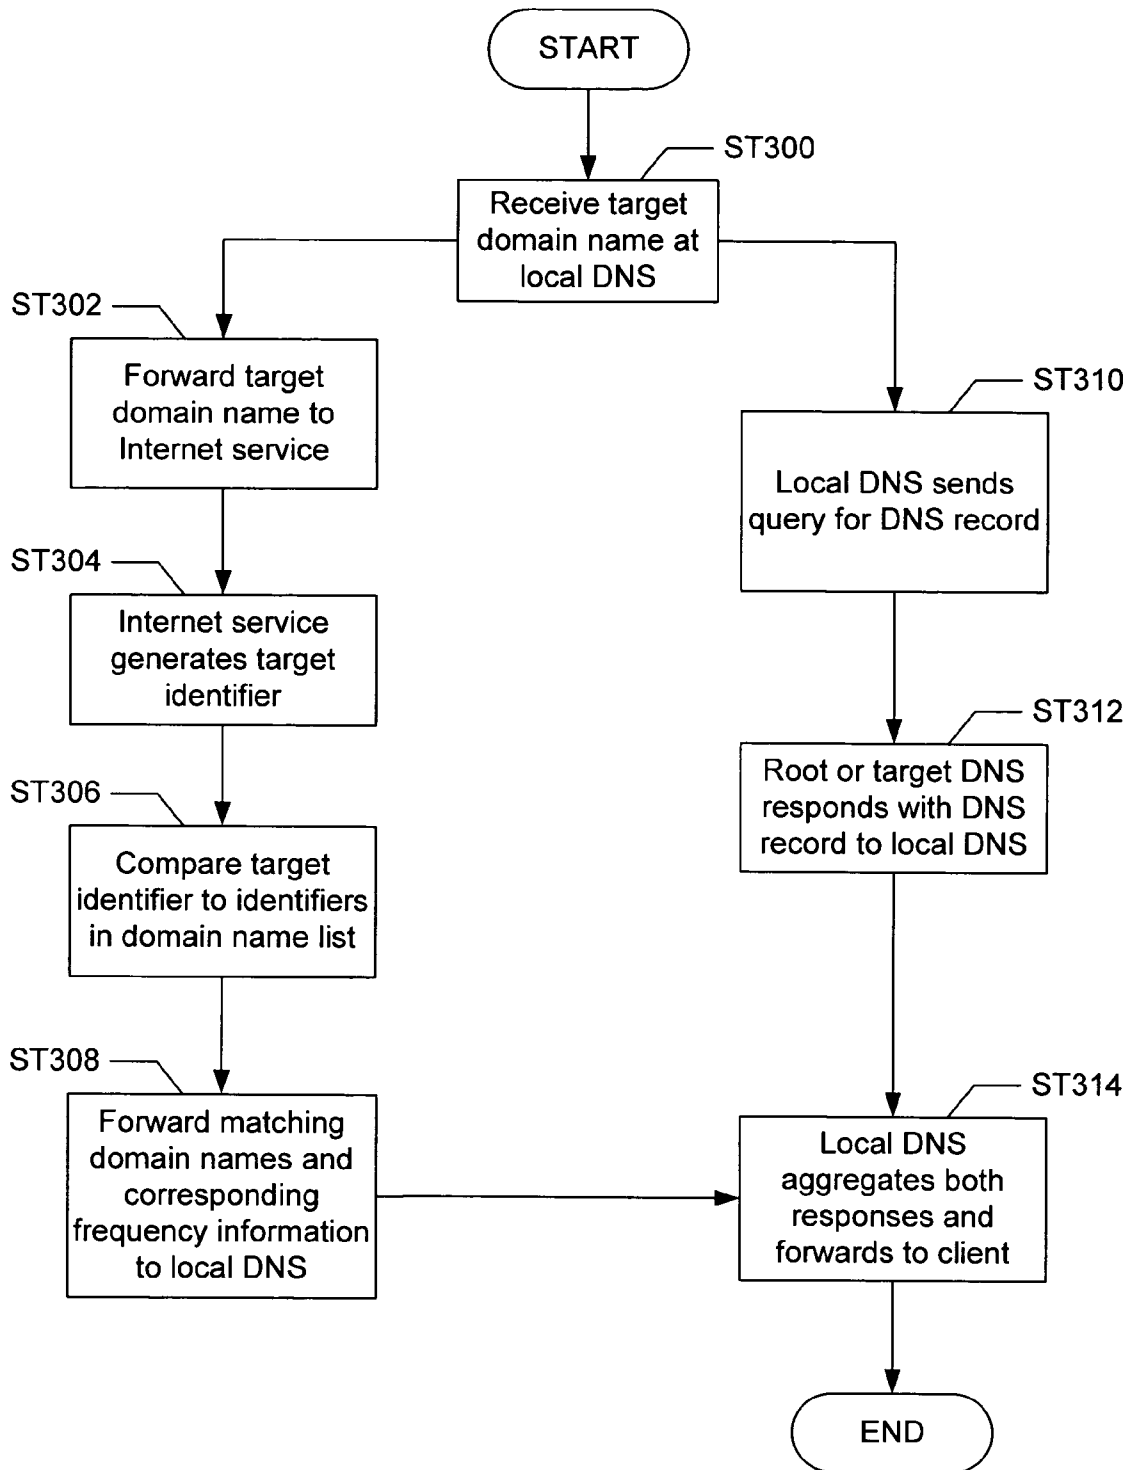 START
ST300
Receive target
domain name at
local DNS
ST302
Forward target
domain name to
Internet service
ST310
Local DNS sends
query for DNS record
ST304
Internet service
generates target
identifier
ST312
Root or target DNS
responds with DNS
record to local DNS
ST306
Compare target
identifier to identifiers
in domain name list
ST308
Forward matching
domain names and
corresponding
frequency information
to local DNS
ST314
Local DNS
aggregates both
responses and
forwards to client
END